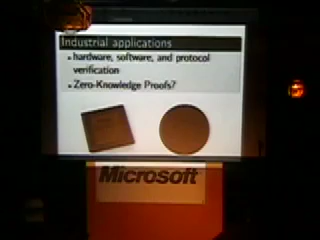 Industrial applications
hardware, software, and protocol
verification
Zero-Knowledge Proofs?
Microsoft